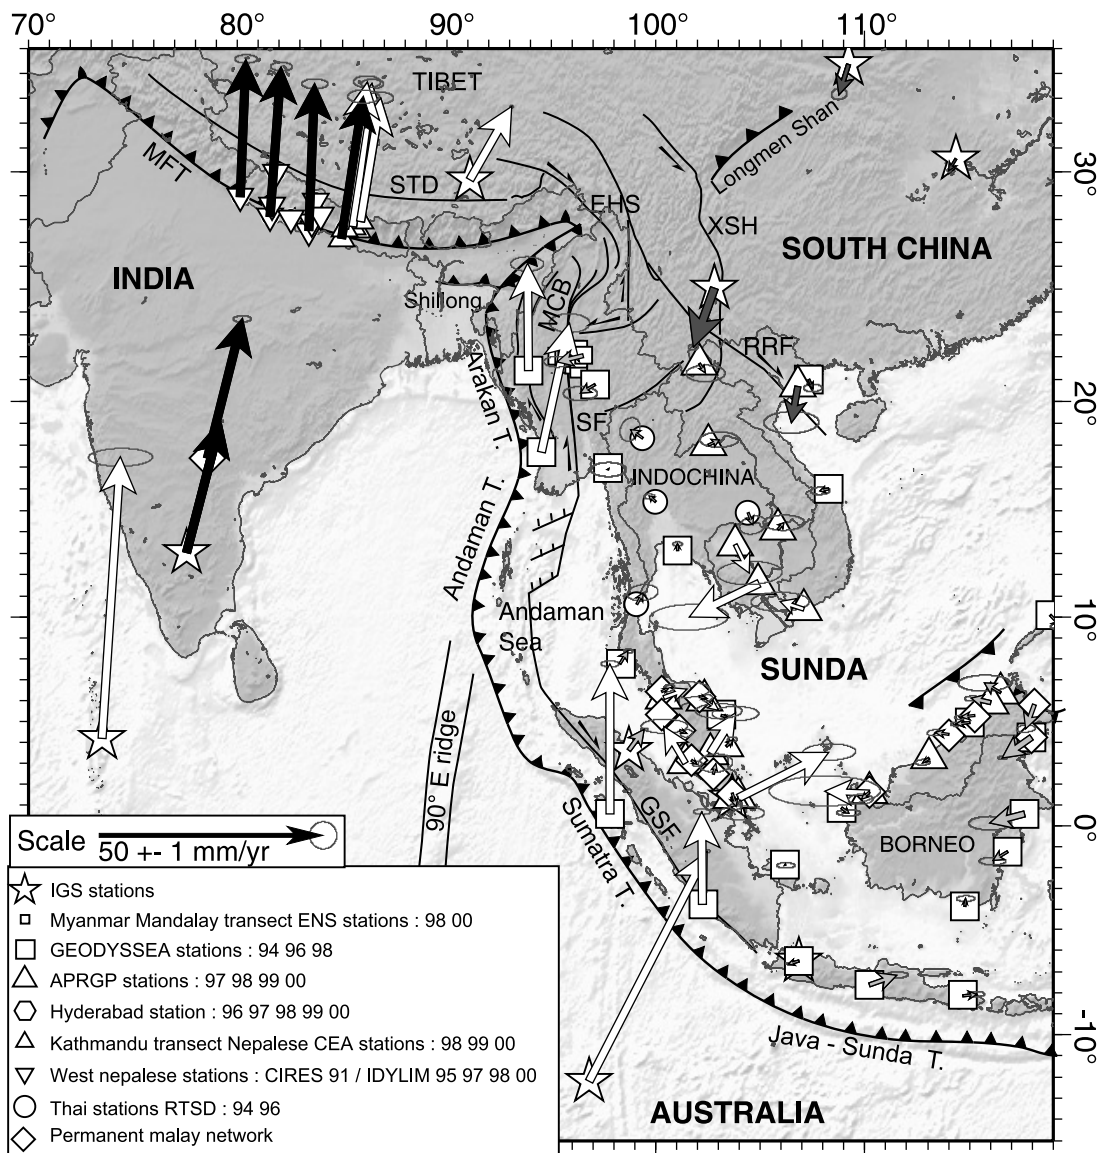 70° 80° 90° 100° 110°
TIBET
Longmen Shan
MFT
STD
EHS
30°
XSH
SOUTH CHINA
INDIA
Shillong
MCB
RRF
Arakan T.
20°
SF
INDOCHINA
Andaman T.
Andaman
Sea
10°
SUNDA
90° E ridge
GSF
Sumatra T.
0°
BORNEO
Scale
50 +- 1 mm/yr
IGS stations
Myanmar Mandalay transect ENS stations : 98 00
GEODYSSEA stations : 94 96 98
APRGP stations : 97 98 99 00
Hyderabad station : 96 97 98 99 00
Kathmandu transect Nepalese CEA stations : 98 99 00
West nepalese stations : CIRES 91 / IDYLIM 95 97 98 00
Thai stations RTSD : 94 96
Permanent malay network
-10°
Java - Sunda T.
AUSTRALIA